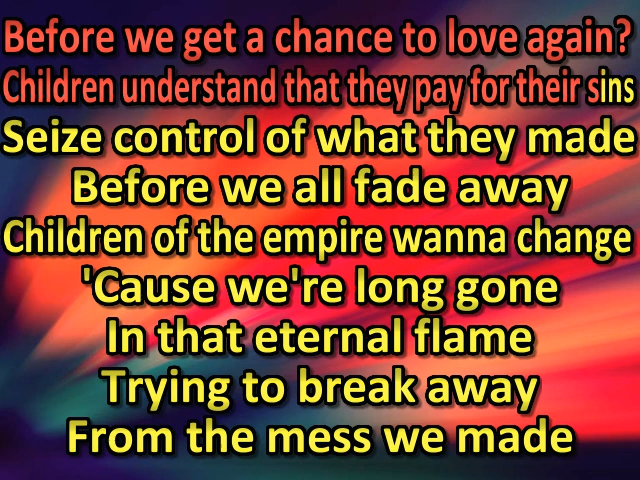 Before we get a chance to love again?
Children understand that they pay for their sins
Seize control of what they made
Before we all fade away
Children of the empire wanna change
'Cause we're long gone
In that eternal flame
Trying to break away
From the mess we made